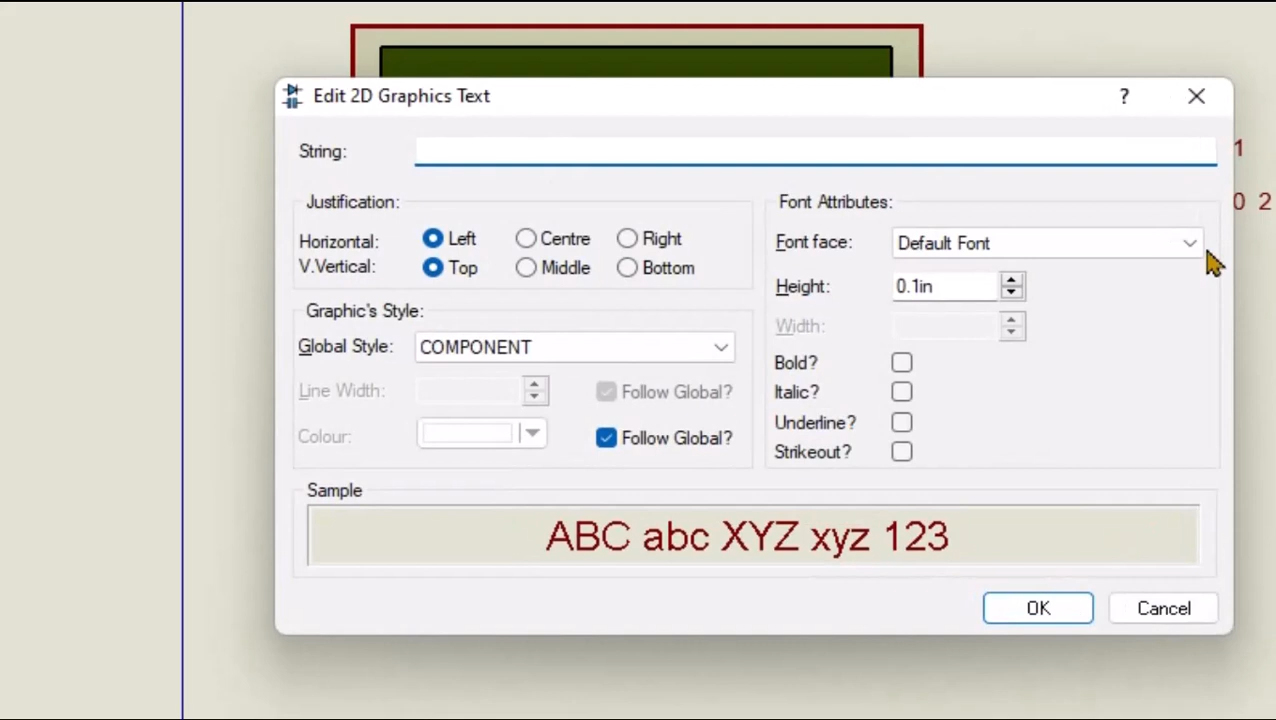 Edit 2D Graphics Text
?
String:
1
Justification:
Font Attributes:
0 2
Horizontal:
Left
Centre
Right
Font face:
Default Font
V.Vertical:
Top
Middle
Bottom
Height:
0.1in
Graphic's Style:
Width:
Global Style:
COMPONENT
Bold?
Line Width:
Follow Global?
Italic?
Colour:
Follow Global?
Underline?
Strikeout?
Sample
ABC abc XYZ xyz 123
OK
Cancel